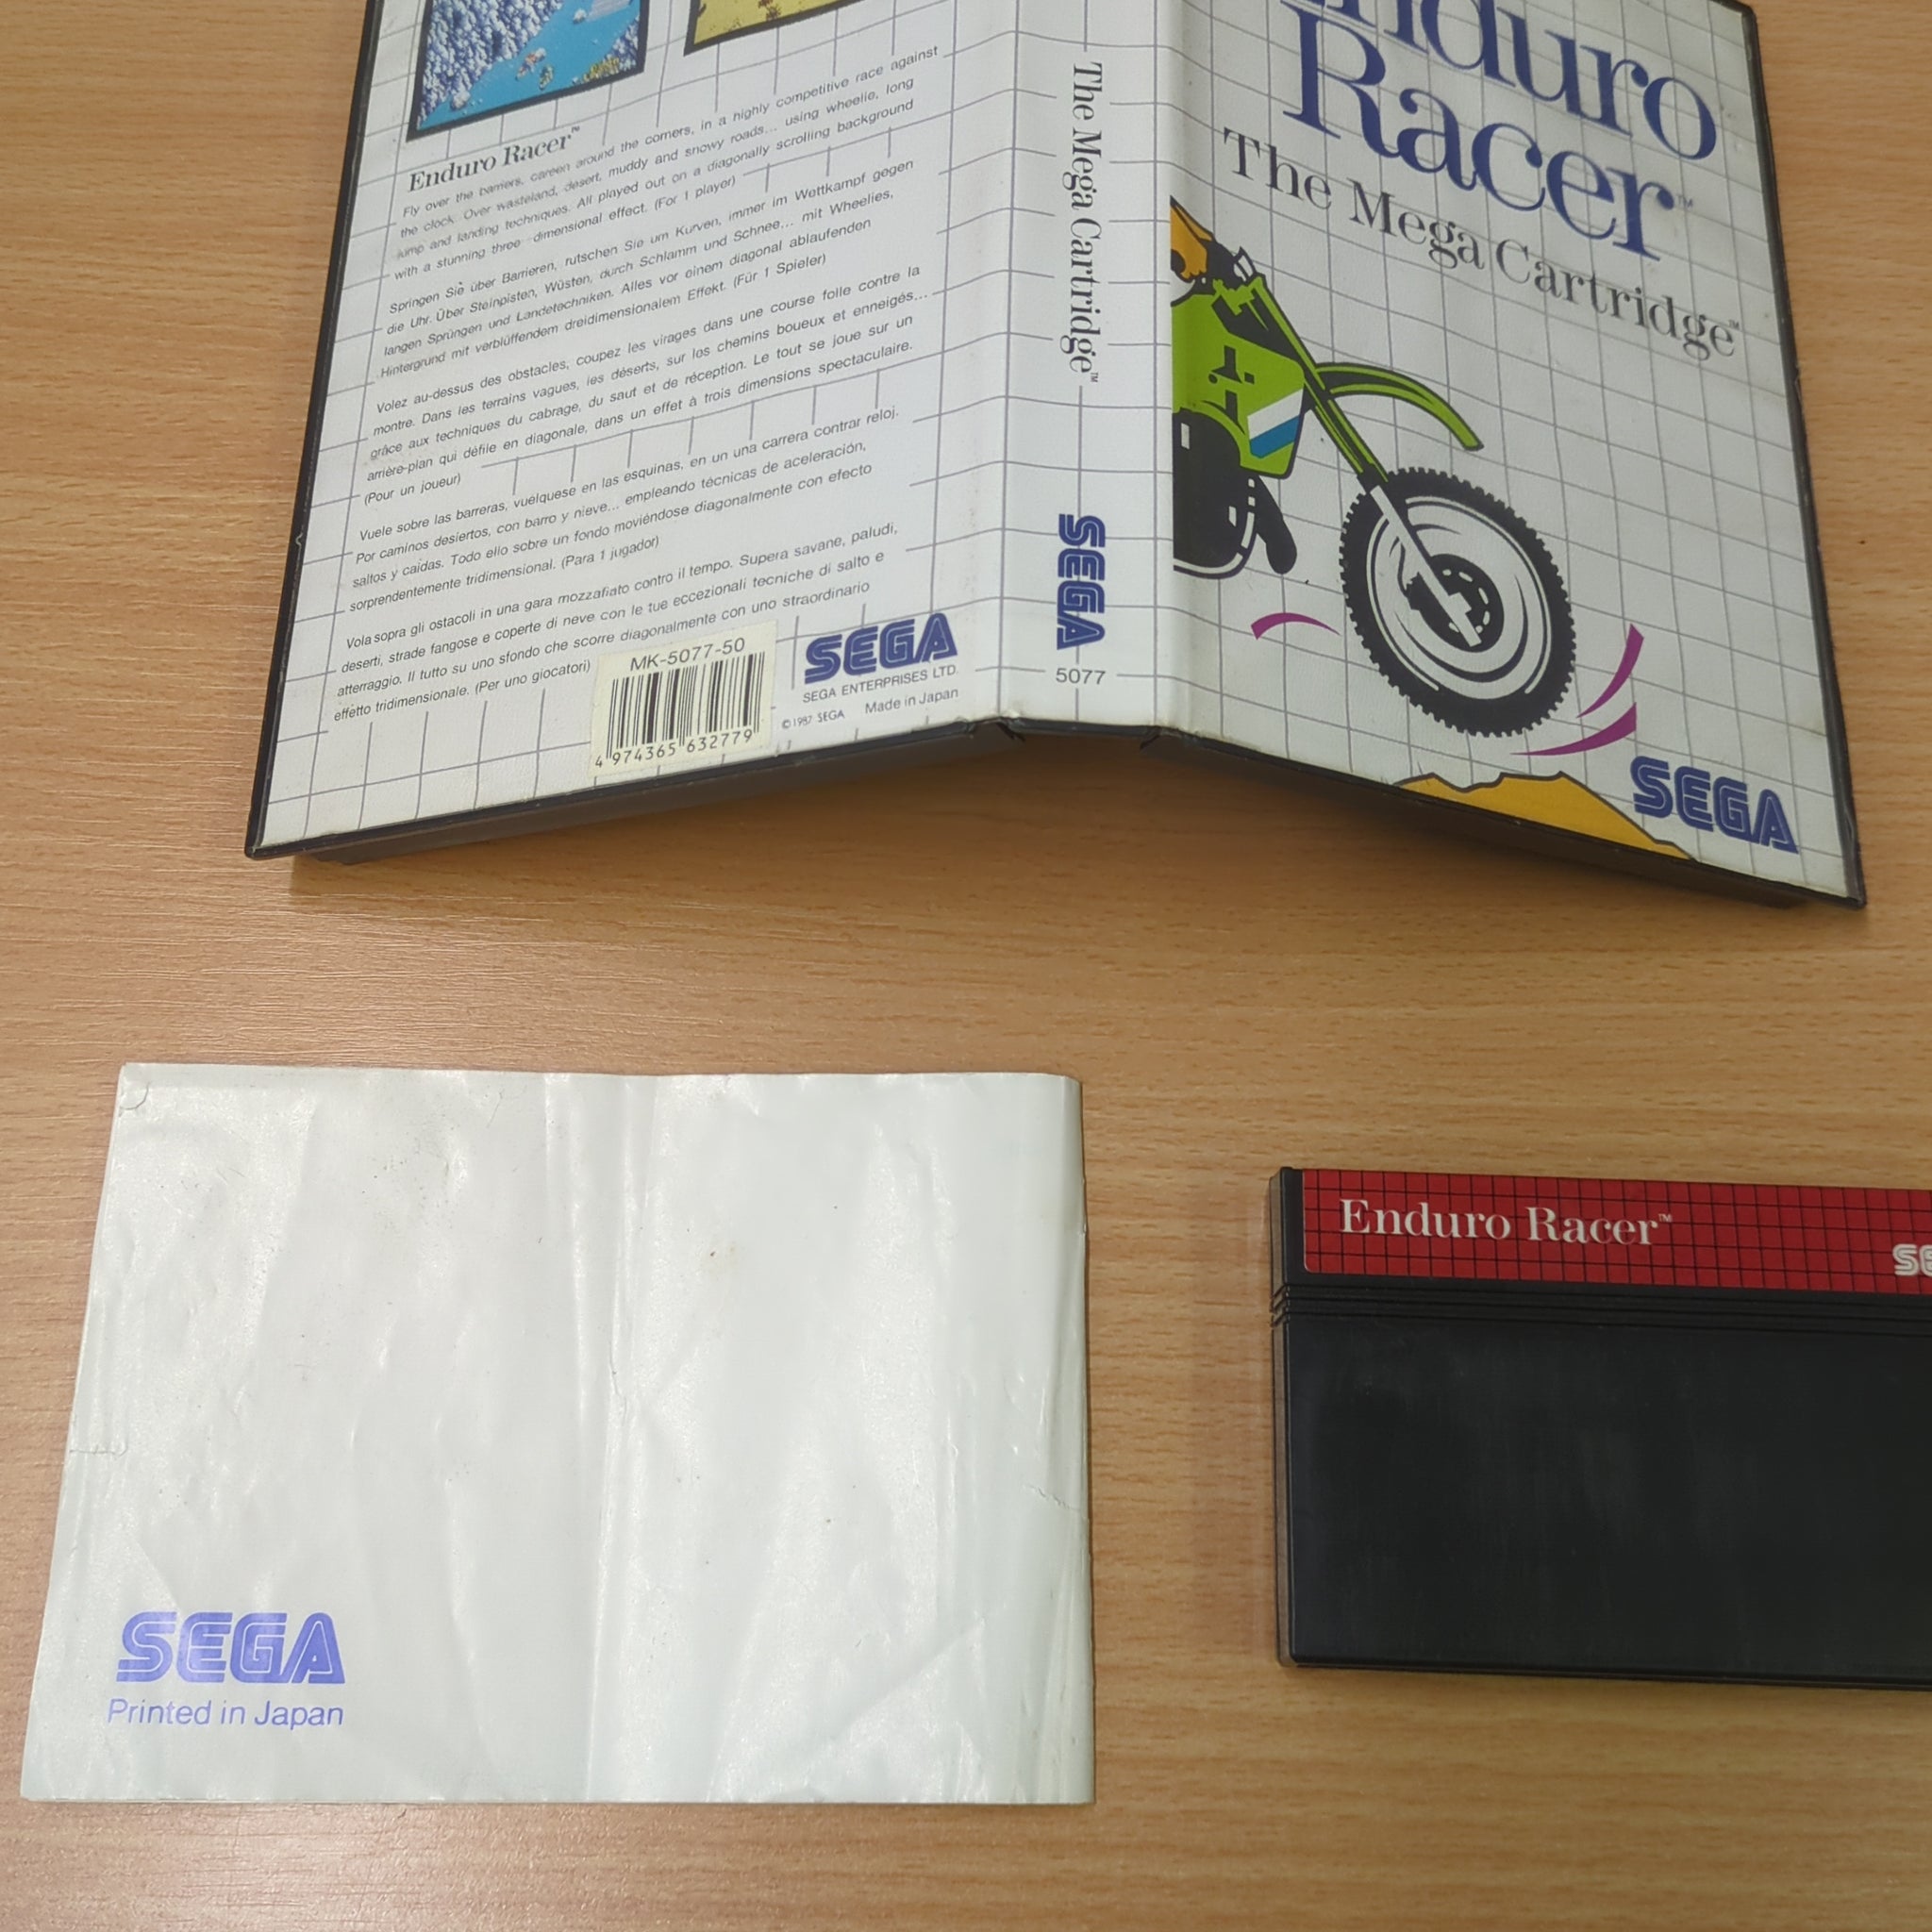 Enduro Racer™
Fly over the barriers, careen around the corners, in a highly competitive race against
the clock. Over wasteland, desert, muddy and snowy roads... using wheelie, long
jump and landing techniques. All played out on a diagonally scrolling background
with a stunning three-dimensional effect. (For 1 player)
Springen Sie über Barrieren, rutschen Sie um Kurven, immer im Wettkampf gegen
die Uhr. Über Steinpisten, Wüsten, durch Schlamm und Schnee... mit Wheelies,
langen Sprüngen und Landetechniken. Alles vor einem diagonal ablaufenden
Hintergrund mit verblüffendem dreidimensionalem Effekt. (Für 1 Spieler)
Volez au-dessus des obstacles, coupez les virages dans une course folle contre la
montre. Dans les terrains vagues, les déserts, sur los chemins boueux et enneigés...
grâce aux techniques du cabrage, du saut et de réception. Le tout se joue sur un
arrière-plan qui défile en diagonale, dans un effet à trois dimensions spectaculaire.
(Pour un joueur)
Vuele sobre las barreras, vuélquese en las esquinas, en un una carrera contrar reloj.
Por caminos desiertos, con barro y nieve... empleando técnicas de aceleración,
saltos y caidas. Todo ello sobre un fondo moviéndose diagonalmente con efecto
sorprendentemente tridimensional. (Para 1 jugador)
Vola sopra gli ostacoli in una gara mozzafiato contro il tempo. Supera savane, paludi,
deserti, strade fangose e coperte di neve con le tue eccezionali tecniche di salto e
atterraggio. Il tutto su uno sfondo che scorre diagonalmente con uno straordinario
effetto tridimensionale. (Per uno giocatori)
MK-5077-50
4 974365 632779
SEGA
SEGA ENTERPRISES LTD.
©1987 SEGA Made in Japan
The Mega Cartridge™
SEGA
5077
Enduro
Racer™
The Mega Cartridge™
SEGA
SEGA
Printed in Japan
Enduro Racer™